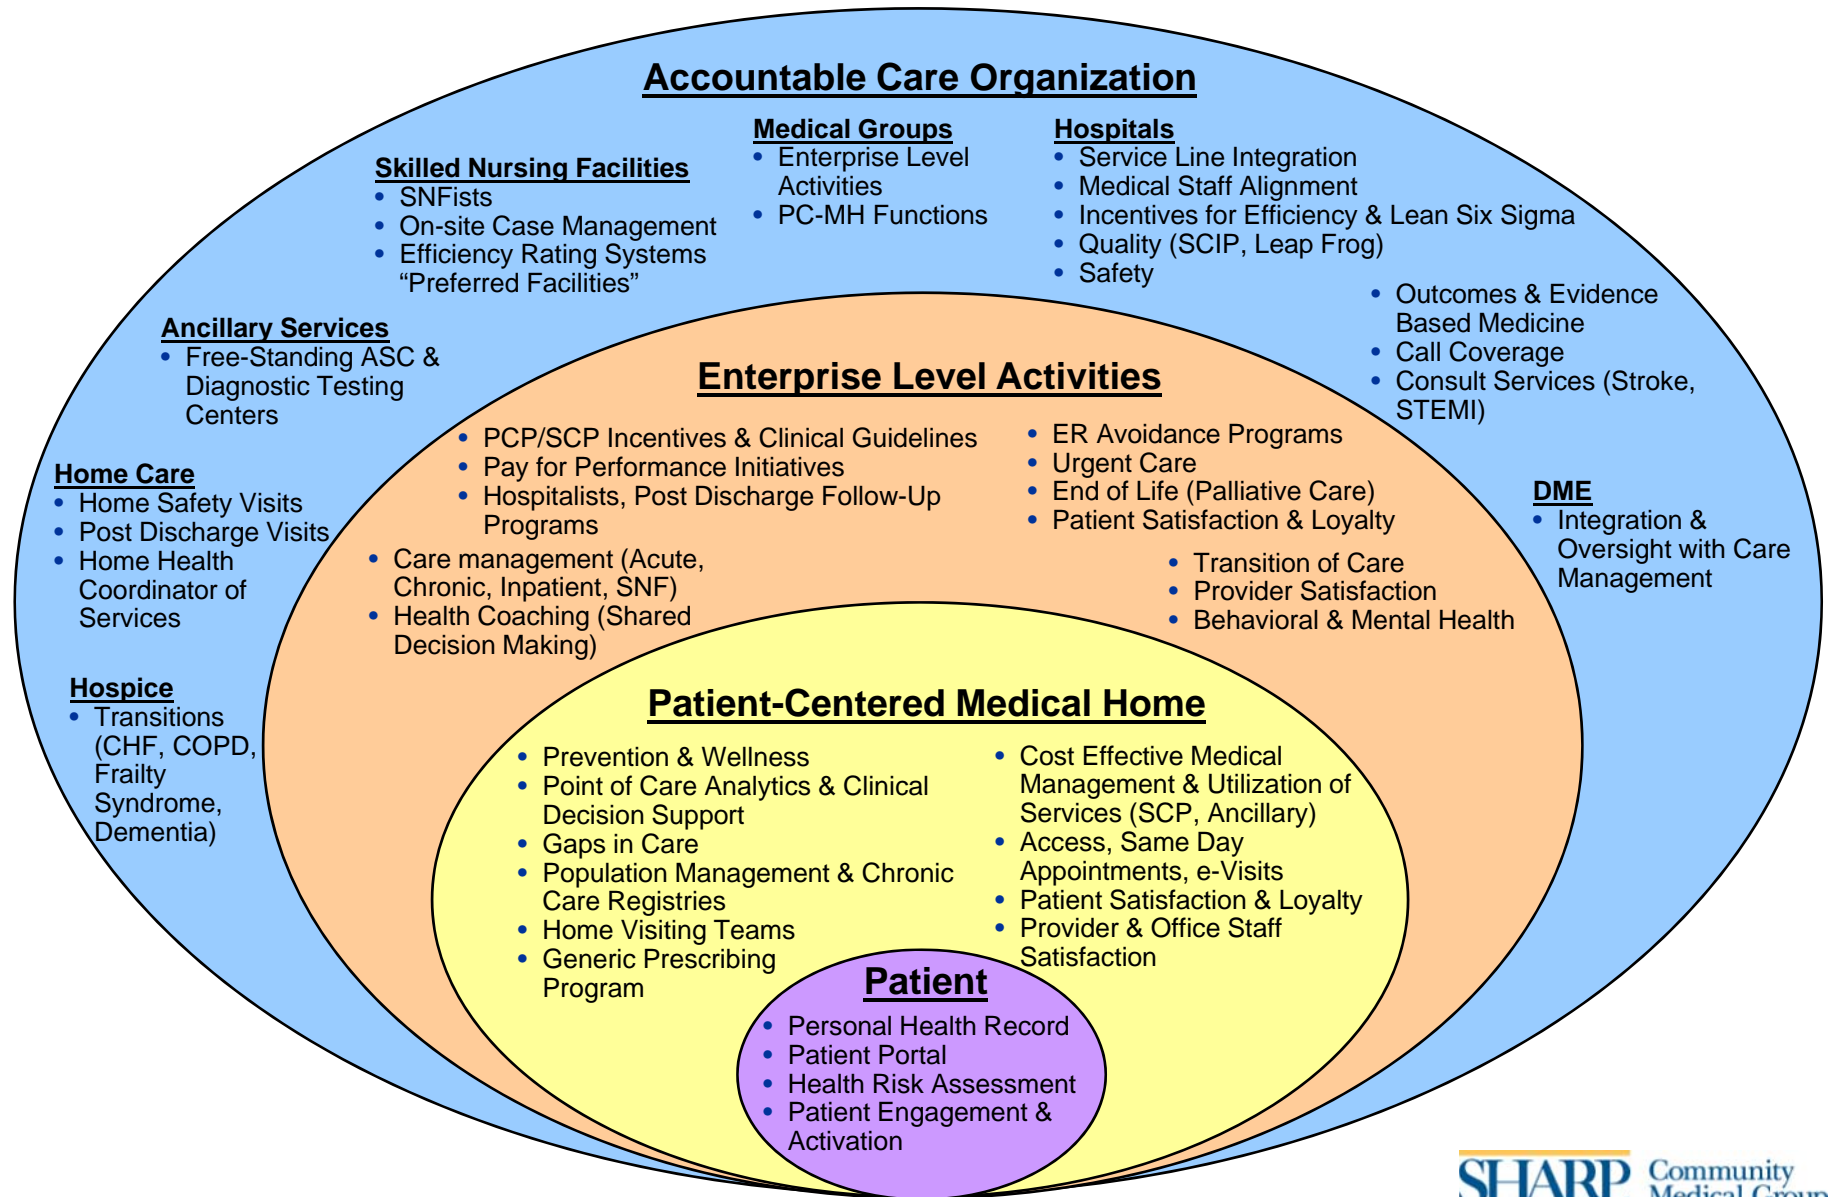 Accountable Care Organization
Medical Groups
• Enterprise Level
Activities
• PC-MH Functions
Hospitals
• Service Line Integration
• Medical Staff Alignment
• Incentives for Efficiency & Lean Six Sigma
• Quality (SCIP, Leap Frog)
• Safety
• Outcomes & Evidence
Based Medicine
• Call Coverage
• Consult Services (Stroke,
STEMI)
Skilled Nursing Facilities
• SNFists
• On-site Case Management
• Efficiency Rating Systems
“Preferred Facilities”
Ancillary Services
• Free-Standing ASC &
Diagnostic Testing
Centers
Home Care
• Home Safety Visits
• Post Discharge Visits
• Home Health
Coordinator of
Services
Hospice
• Transitions
(CHF, COPD,
Frailty
Syndrome,
Dementia)
DME
• Integration &
Oversight with Care
Management
Enterprise Level Activities
• PCP/SCP Incentives & Clinical Guidelines
• Pay for Performance Initiatives
• Hospitalists, Post Discharge Follow-Up
Programs
• Care management (Acute,
Chronic, Inpatient, SNF)
• Health Coaching (Shared
Decision Making)
• ER Avoidance Programs
• Urgent Care
• End of Life (Palliative Care)
• Patient Satisfaction & Loyalty
• Transition of Care
• Provider Satisfaction
• Behavioral & Mental Health
Patient-Centered Medical Home
• Prevention & Wellness
• Point of Care Analytics & Clinical
Decision Support
• Gaps in Care
• Population Management & Chronic
Care Registries
• Home Visiting Teams
• Generic Prescribing
Program
• Cost Effective Medical
Management & Utilization of
Services (SCP, Ancillary)
• Access, Same Day
Appointments, e-Visits
• Patient Satisfaction & Loyalty
• Provider & Office Staff
Satisfaction
Patient
• Personal Health Record
• Patient Portal
• Health Risk Assessment
• Patient Engagement &
Activation
SHARP Community
Medical Group